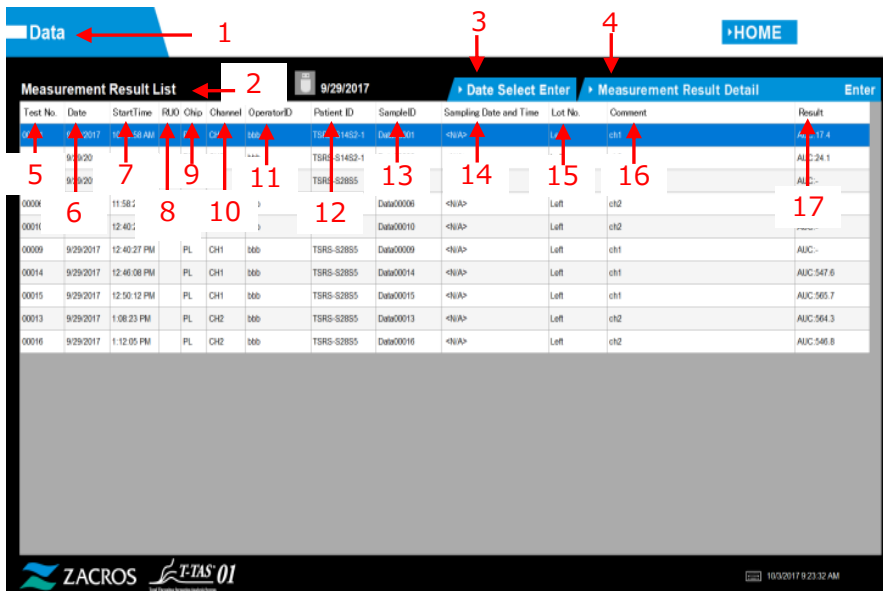 Data
1
3
4
HOME
Measurement Result List
2
9/29/2017
Date Select Enter
Measurement Result Detail
Enter
Test No. Date StartTime RUO Chip Channel OperatorID Patient ID SampleID Sampling Date and Time Lot No. Comment Result
TSRS-S14S2-1 <N/A> ch1
TSRS-S14S2-1 AUC:24.1
TSRS-S28S5
5 6 7 8 9 10 11 12 13 14 15 16 17
Data00006 <N/A> Left ch2
Data00010 <N/A> Left ch2
00009 9/29/2017 12:40:27 PM PL CH1 bbb TSRS-S28S5 Data00009 <N/A> Left ch1 AUC:-
00014 9/29/2017 12:46:08 PM PL CH1 bbb TSRS-S28S5 Data00014 <N/A> Left ch1 AUC:547.6
00015 9/29/2017 12:50:12 PM PL CH1 bbb TSRS-S28S5 Data00015 <N/A> Left ch1 AUC:565.7
00013 9/29/2017 1:08:23 PM PL CH2 bbb TSRS-S28S5 Data00013 <N/A> Left ch2 AUC:564.3
00016 9/29/2017 1:12:05 PM PL CH2 bbb TSRS-S28S5 Data00016 <N/A> Left ch2 AUC:546.8
ZACROS T-TAS 01
10/3/2017 9:23:32 AM